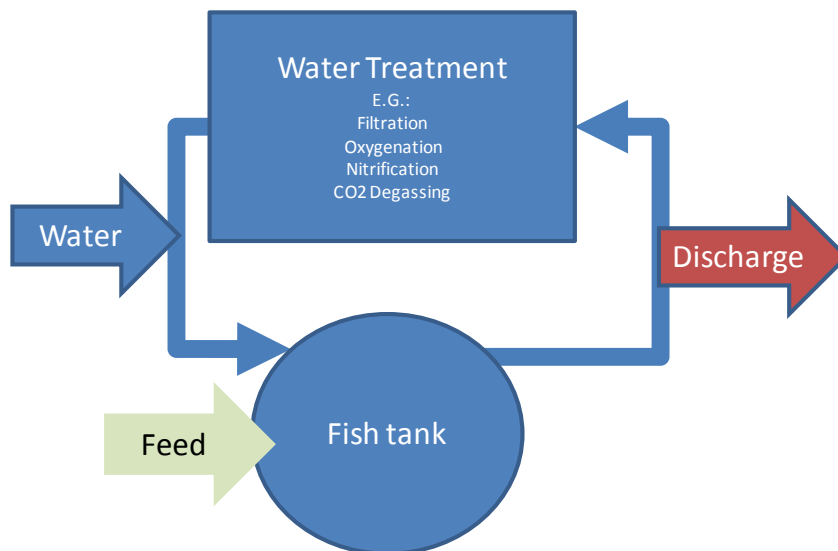 Water Treatment
E.G.:
Filtration
Oxygenation
Nitrification
CO2 Degassing
Water
Discharge
Feed
Fish tank